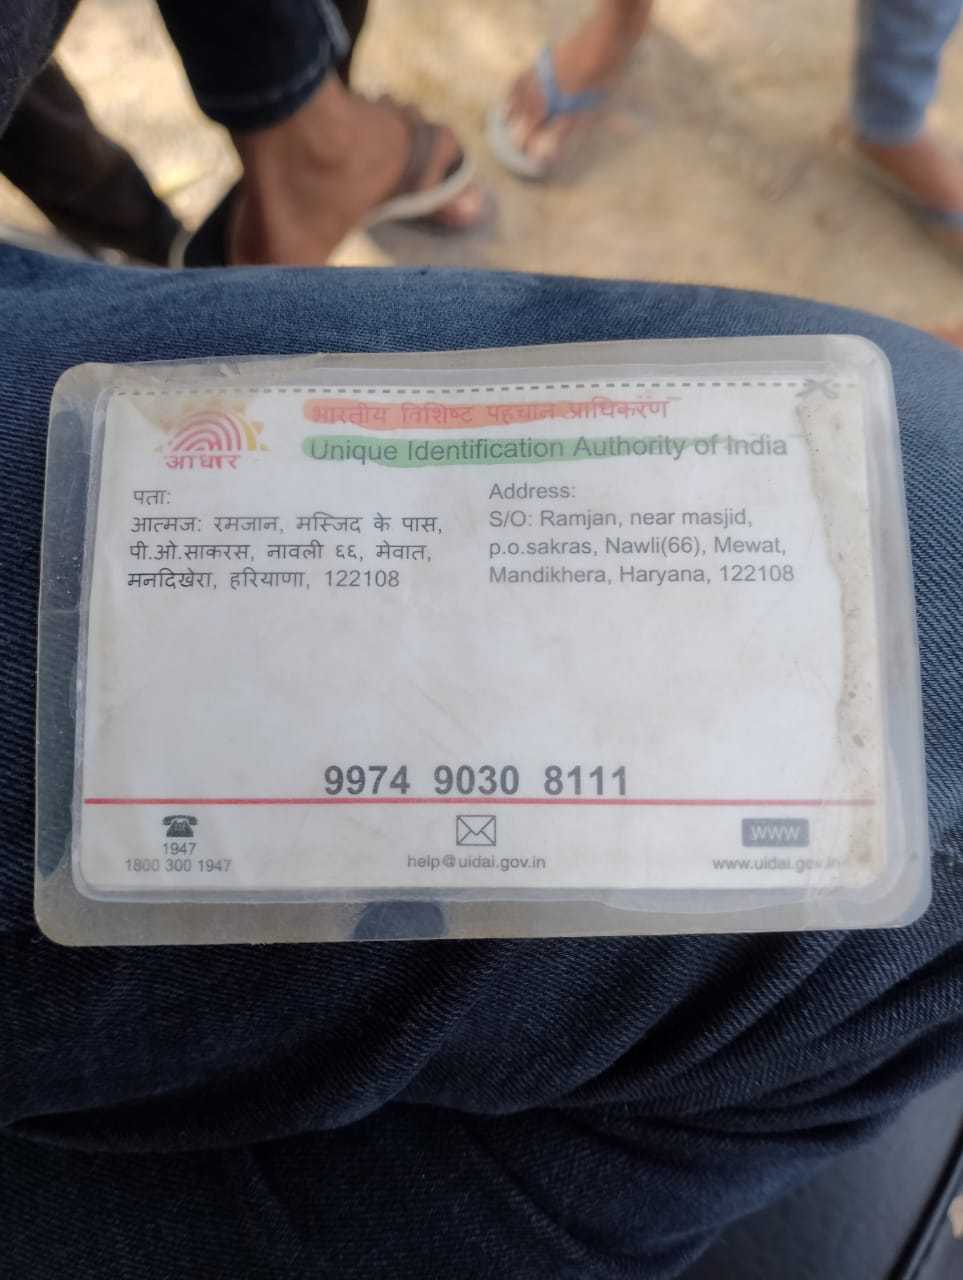 भारतीय विशिष्ट पहचान प्राधिकरण
Unique Identification Authority of India
आधार
पता:
आत्मज: रमजान, मस्जिद के पास,
पी.ओ.साकरस, नावली ६६, मेवात,
मनदिखेरा, हरियाणा, 122108
Address:
S/O: Ramjan, near masjid,
p.o.sakras, Nawli(66), Mewat,
Mandikhera, Haryana, 122108
9974 9030 8111
1947
1800 300 1947
help@uidai.gov.in
www
www.uidai.gov.in